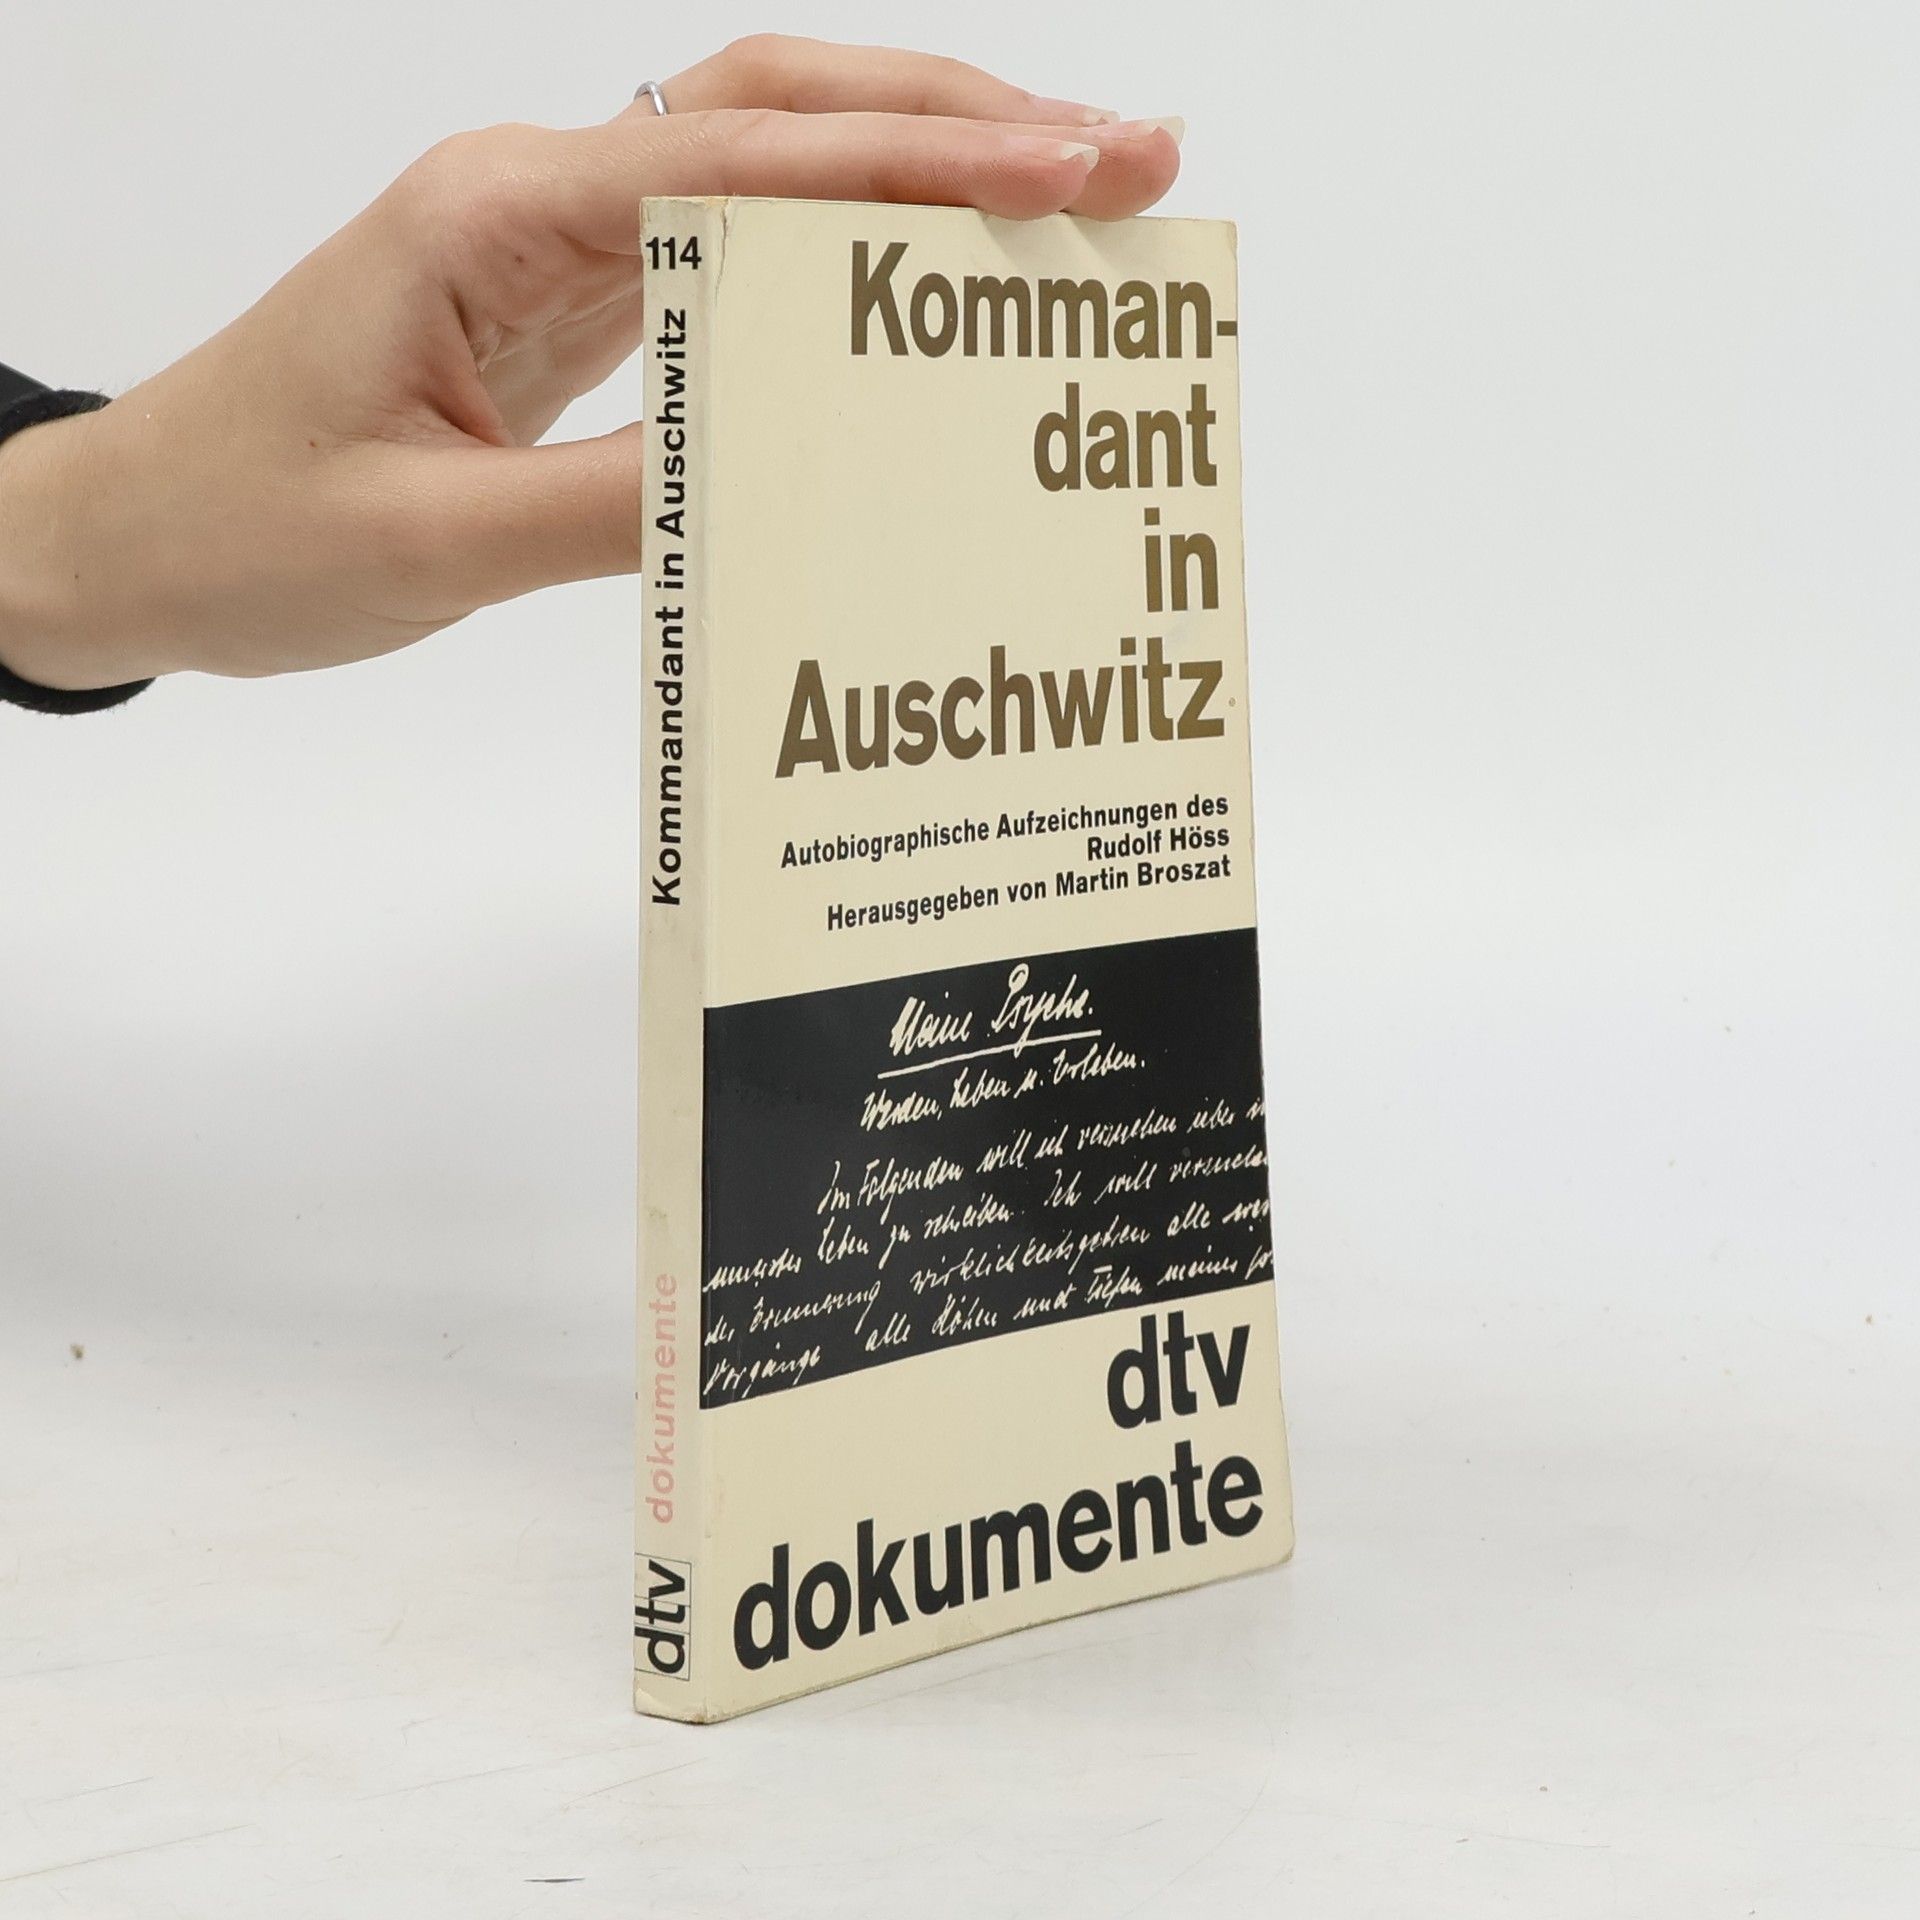 114
Kommandant in Auschwitz
dokumente
dtv
Komman-
dant
in
Auschwitz
Autobiographische Aufzeichnungen des
Rudolf Höss
Herausgegeben von Martin Broszat
Meine Psyche.
Werden, Leben u. Erleben.
Im Folgenden will ich versuchen über
Leben zu schreiben. Ich will versuchen
der Erinnerung wirklichkeitsgetreu alle
Vorgänge alle Höhen und Tiefen meines
dtv
dokumente